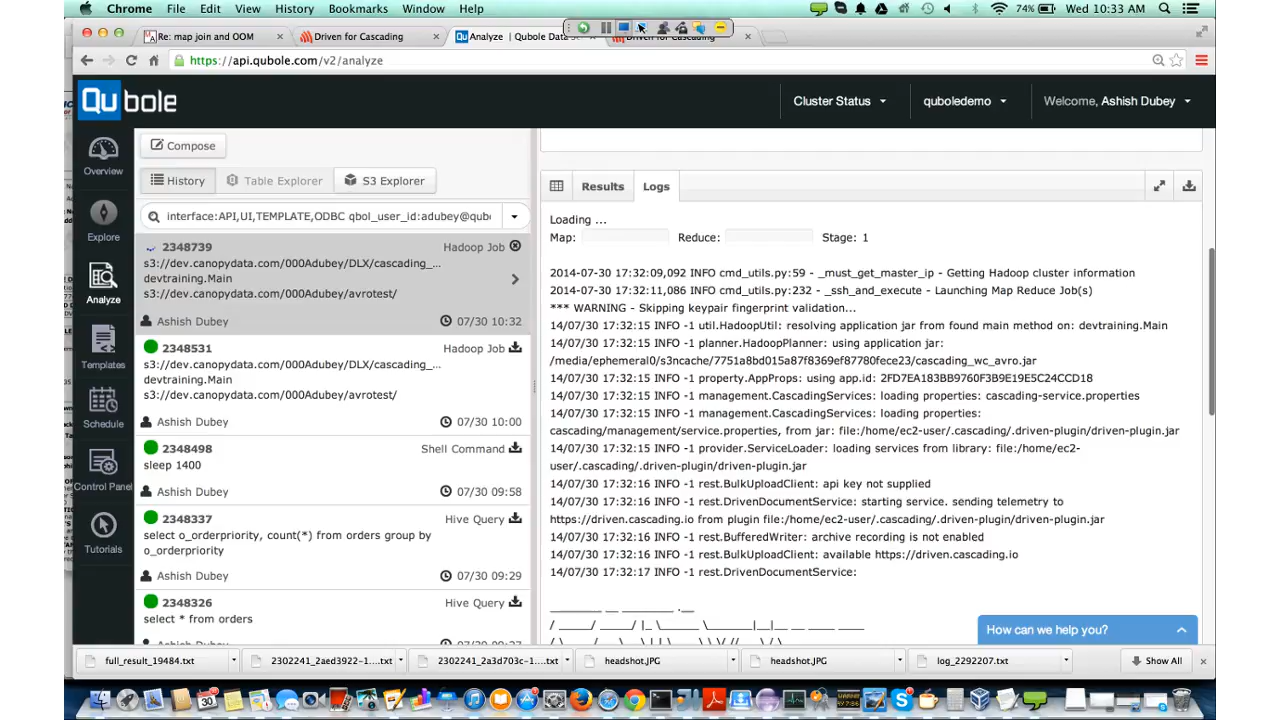 Chrome File Edit View History Bookmarks Window Help 74% Wed 10:33 AM
Re: map join and OOM × Driven for Cascading × Analyze | Qubole Data S Driven for Cascading ×
https://api.qubole.com/v2/analyze
Qubole Cluster Status quboledemo Welcome, Ashish Dubey
Overview
Explore
Analyze
Templates
Schedule
Control Panel
Tutorials
Compose
History Table Explorer S3 Explorer
interface:API,UI,TEMPLATE,ODBC qbol_user_id:adubey@qub
2348739 Hadoop Job
s3://dev.canopydata.com/000Adubey/DLX/cascading_...
devtraining.Main
s3://dev.canopydata.com/000Adubey/avrotest/
Ashish Dubey 07/30 10:32
2348531 Hadoop Job
s3://dev.canopydata.com/000Adubey/DLX/cascading_...
devtraining.Main
s3://dev.canopydata.com/000Adubey/avrotest/
Ashish Dubey 07/30 10:00
2348498 Shell Command
sleep 1400
Ashish Dubey 07/30 09:58
2348337 Hive Query
select o_orderpriority, count(*) from orders group by
o_orderpriority
Ashish Dubey 07/30 09:29
2348326 Hive Query
select * from orders
Results Logs
Loading ...
Map: Reduce: Stage: 1
2014-07-30 17:32:09,092 INFO cmd_utils.py:59 - _must_get_master_ip - Getting Hadoop cluster information
2014-07-30 17:32:11,086 INFO cmd_utils.py:232 - _ssh_and_execute - Launching Map Reduce Job(s)
*** WARNING - Skipping keypair fingerprint validation...
14/07/30 17:32:15 INFO -1 util.HadoopUtil: resolving application jar from found main method on: devtraining.Main
14/07/30 17:32:15 INFO -1 planner.HadoopPlanner: using application jar:
/media/ephemeral0/s3ncache/7751a8bd015a87f8569ef87780fece23/cascading_wc_avro.jar
14/07/30 17:32:15 INFO -1 property.AppProps: using app.id: 2FD7EA183BB9760F3B9E19E5C24CCD18
14/07/30 17:32:15 INFO -1 management.CascadingServices: loading properties: cascading-service.properties
14/07/30 17:32:15 INFO -1 management.CascadingServices: loading properties:
cascading/management/service.properties, from jar: file:/home/ec2-user/.cascading/.driven-plugin/driven-plugin.jar
14/07/30 17:32:15 INFO -1 provider.ServiceLoader: loading services from library: file:/home/ec2-
user/.cascading/.driven-plugin/driven-plugin.jar
14/07/30 17:32:16 INFO -1 rest.BulkUploadClient: api key not supplied
14/07/30 17:32:16 INFO -1 rest.DrivenDocumentService: starting service. sending telemetry to
https://driven.cascading.io from plugin file:/home/ec2-user/.cascading/.driven-plugin/driven-plugin.jar
14/07/30 17:32:16 INFO -1 rest.BufferedWriter: archive recording is not enabled
14/07/30 17:32:16 INFO -1 rest.BulkUploadClient: available https://driven.cascading.io
14/07/30 17:32:17 INFO -1 rest.DrivenDocumentService:
How can we help you?
full_result_19484.txt 2302241_2aed3922-1....txt 2302241_2a3d703c-1....txt headshot.JPG headshot.JPG log_2292207.txt Show All